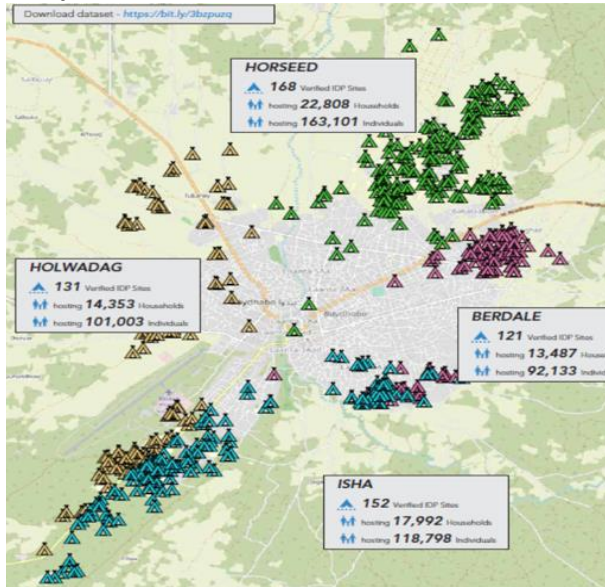 Download dataset - https://bit.ly/3bzpuzq
HORSEED
168 Verified IDP Sites
hosting 22,808 Households
hosting 163,101 Individuals
HOLWADAG
131 Verified IDP Sites
hosting 14,353 Households
hosting 101,003 Individuals
BERDALE
121 Verified IDP Sites
hosting 13,487 Households
hosting 92,133 Individ
ISHA
152 Verified IDP Sites
hosting 17,992 Households
hosting 118,798 Individuals